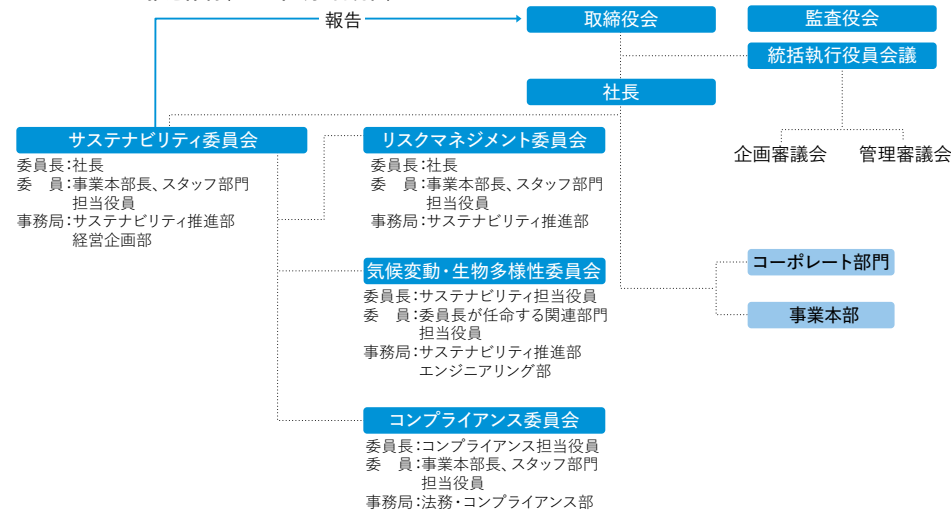 報告
取締役会
監査役会
統括執行役員会議
社長
企画審議会
管理審議会
サステナビリティ委員会
委員長:社長
委　員:事業本部長、スタッフ部門
担当役員
事務局:サステナビリティ推進部
経営企画部
リスクマネジメント委員会
委員長:社長
委　員:事業本部長、スタッフ部門
担当役員
事務局:サステナビリティ推進部
気候変動・生物多様性委員会
委員長:サステナビリティ担当役員
委　員:委員長が任命する関連部門
担当役員
事務局:サステナビリティ推進部
エンジニアリング部
コンプライアンス委員会
委員長:コンプライアンス担当役員
委　員:事業本部長、スタッフ部門
担当役員
事務局:法務・コンプライアンス部
コーポレート部門
事業本部